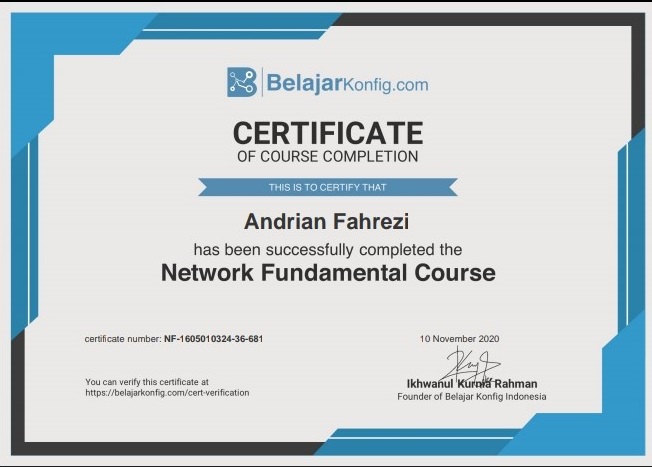 BelajarKonfig.com
CERTIFICATE
OF COURSE COMPLETION
THIS IS TO CERTIFY THAT
Andrian Fahrezi
has been successfully completed the
Network Fundamental Course
certificate number: NF-1605010324-36-681
10 November 2020
You can verify this certificate at
https://belajarkonfig.com/cert-verification
Ikhwanul Kurnia Rahman
Founder of Belajar Konfig Indonesia